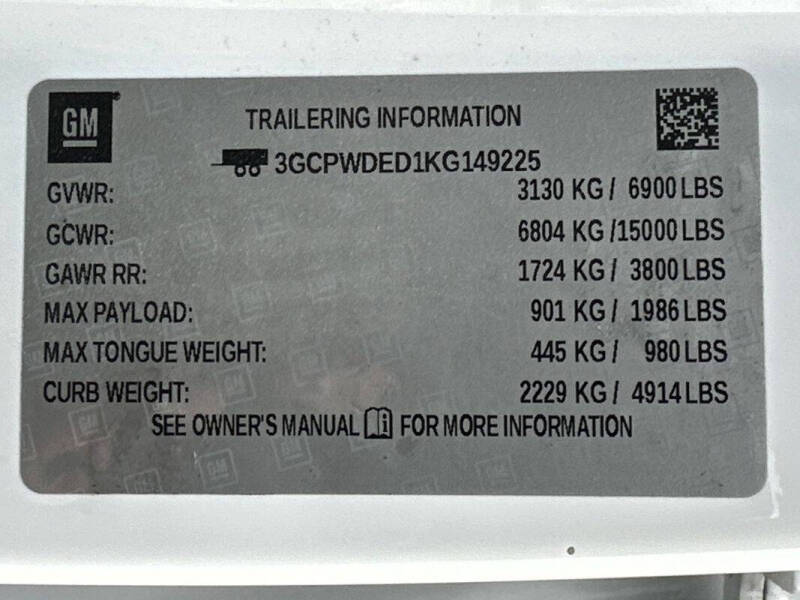 GM
TRAILERING INFORMATION
3GCPWDED1KG149225
GVWR: 3130 KG / 6900 LBS
GCWR: 6804 KG /15000 LBS
GAWR RR: 1724 KG / 3800 LBS
MAX PAYLOAD: 901 KG / 1986 LBS
MAX TONGUE WEIGHT: 445 KG / 980 LBS
CURB WEIGHT: 2229 KG / 4914 LBS
SEE OWNER'S MANUAL FOR MORE INFORMATION